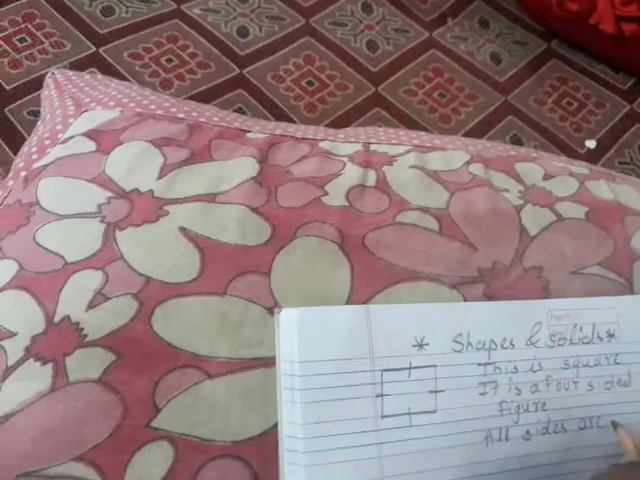 * Shapes & solids *
This is square
It is a four sided
figure
All sides are